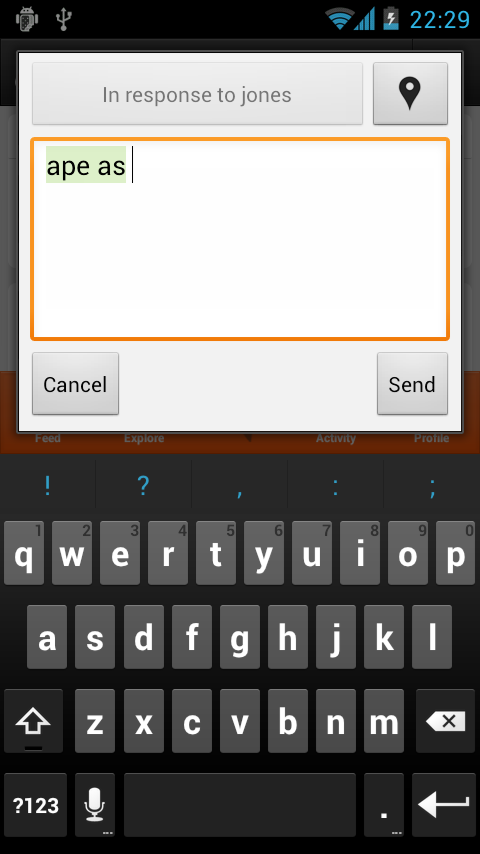 22:29
In response to jones
ape as
Cancel
Send
Feed Explore Activity Profile
! ? , : ;
1 2 3 4 5 6 7 8 9 0
q w e r t y u i o p
a s d f g h j k l
z x c v b n m
?123 . ...